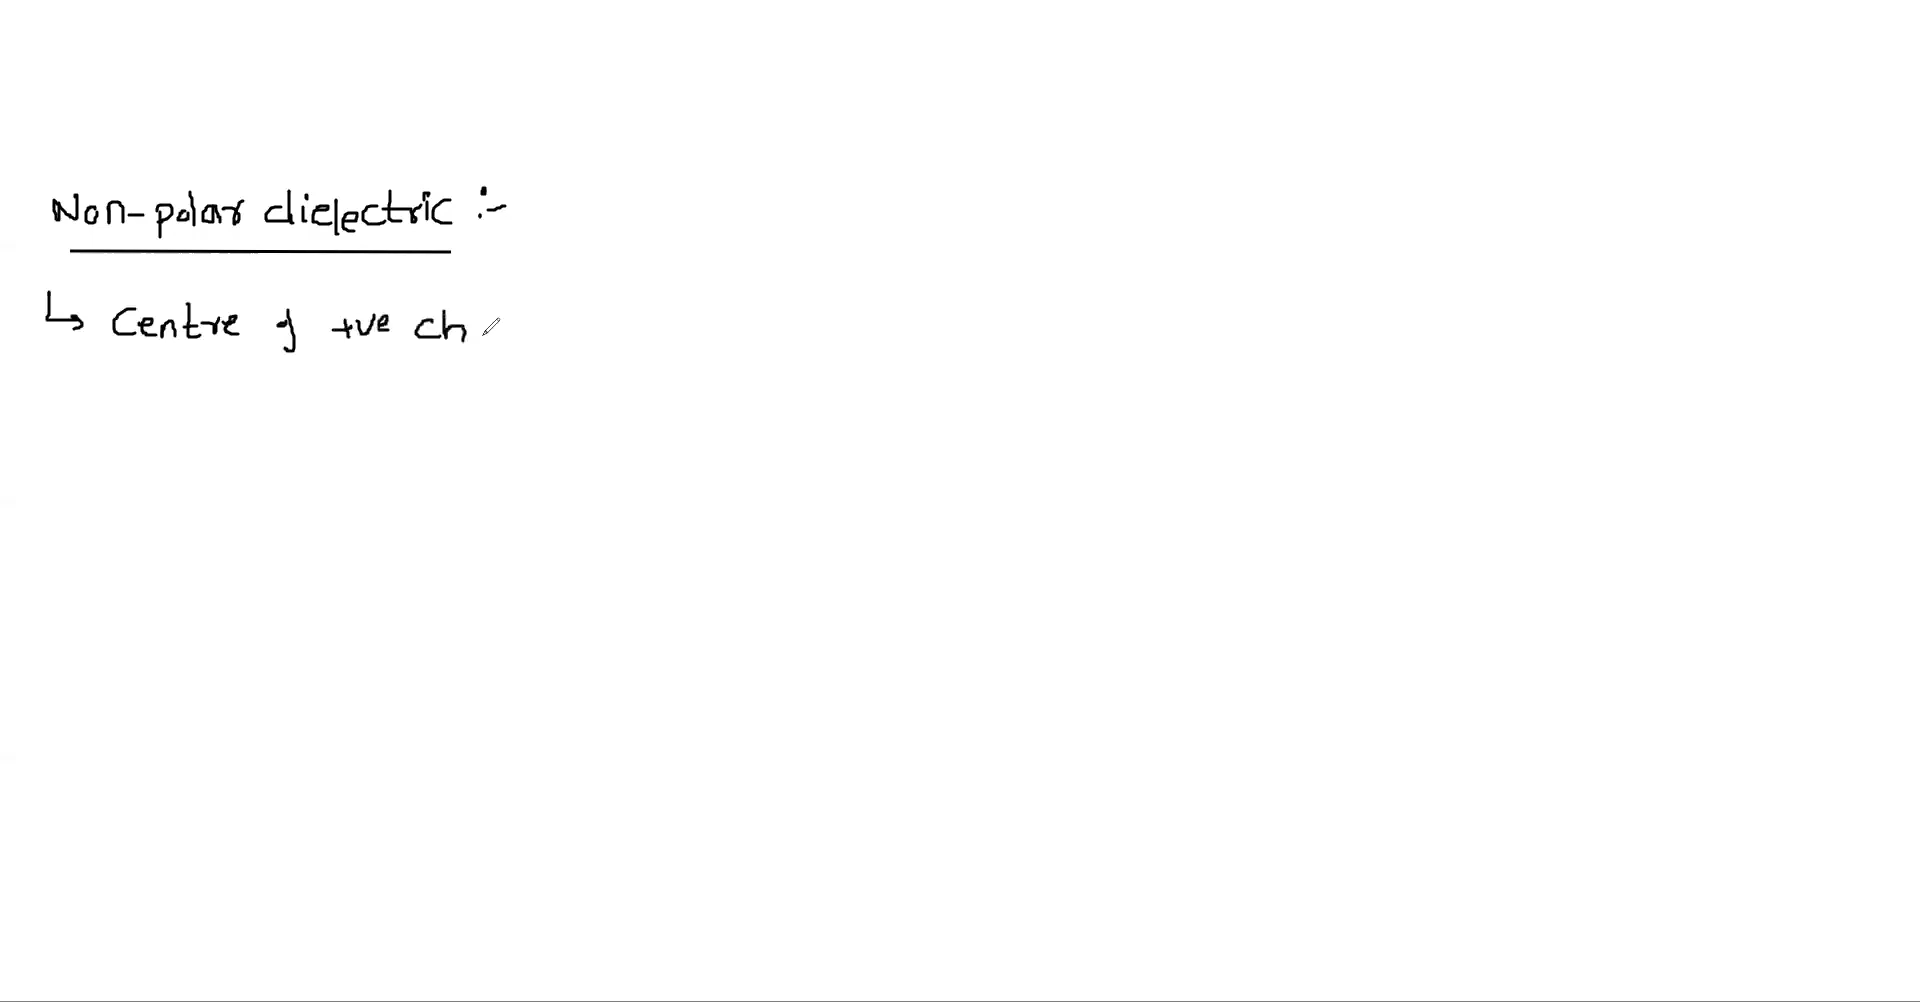 Non-polar dielectric :-
↳ Centre of +ve ch